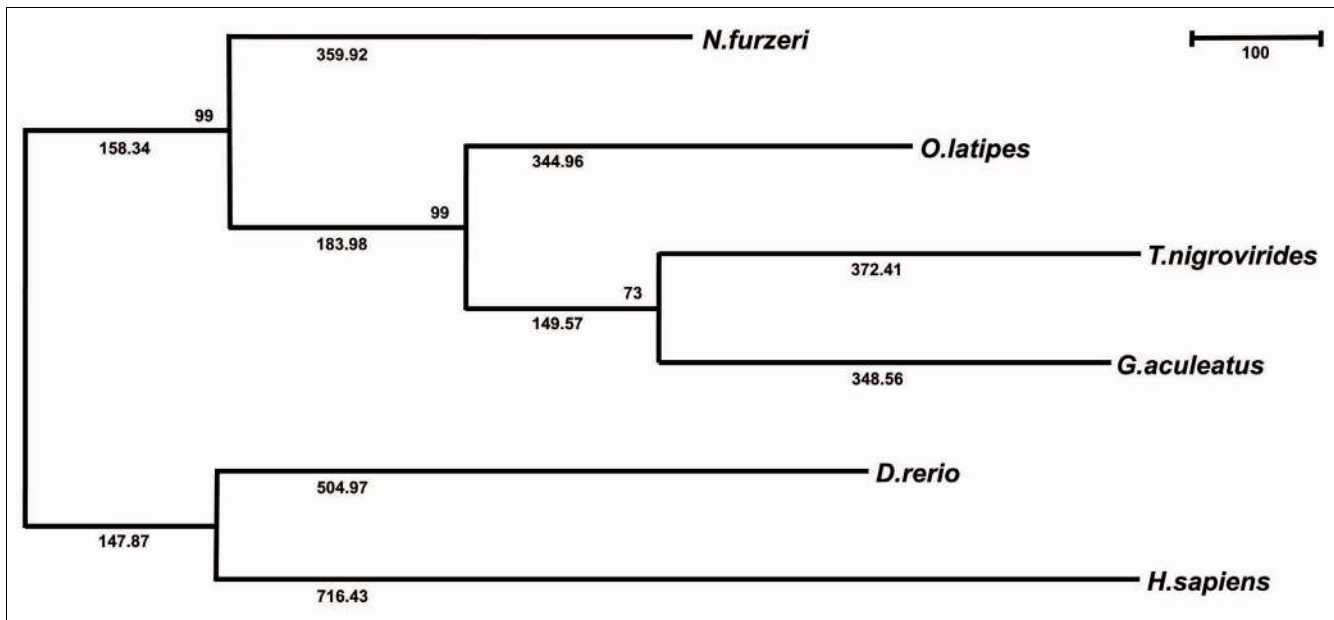 N.furzeri
359.92
100
99
158.34
O.latipes
344.96
99
183.98
T.nigrovirides
372.41
73
149.57
G.aculeatus
348.56
D.rerio
504.97
147.87
H.sapiens
716.43